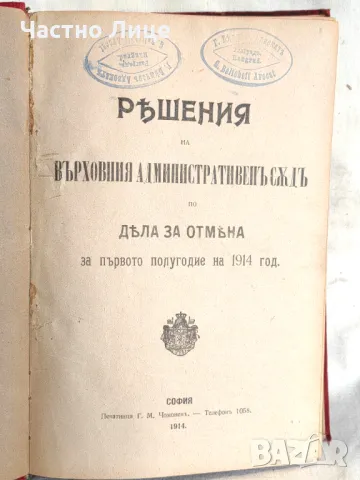 Частно Лице
РѢШЕНИЯ
НА
ВЪРХОВНИЯ АДМИНИСТРАТИВЕНЪ СѪДЪ
ПО
ДѢЛА ЗА ОТМѢНА
за първото полугодие на 1914 год.
СОФИЯ
Печатница Г. М. Чомоневъ. — Телефонъ 1058.
1914.
BAZAR